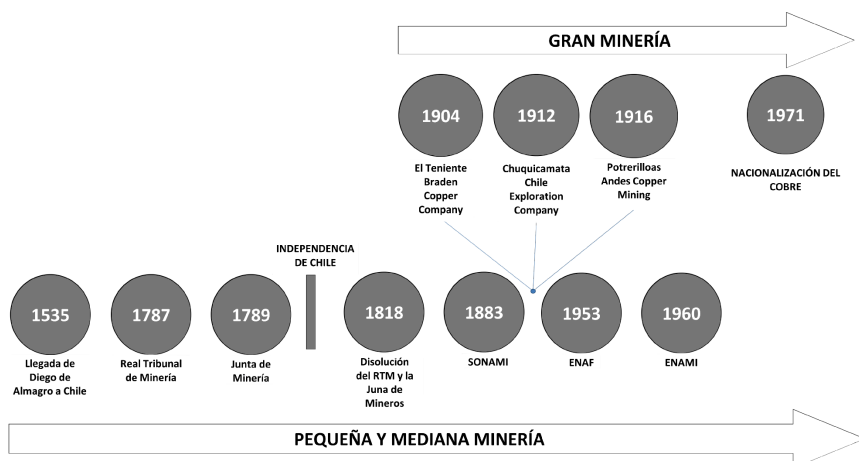 GRAN MINERÍA
1904
1912
1916
1971
El Teniente
Braden
Copper
Company
Chuquicamata
Chile
Exploration
Company
Potrerilloas
Andes Copper
Mining
NACIONALIZACIÓN DEL
COBRE
INDEPENDENCIA
DE CHILE
1535
1787
1789
1818
1883
1953
1960
Llegada de
Diego de
Almagro a Chile
Real Tribunal
de Minería
Junta de
Minería
Disolución
del RTM y la
Juna de
Mineros
SONAMI
ENAF
ENAMI
PEQUEÑA Y MEDIANA MINERÍA